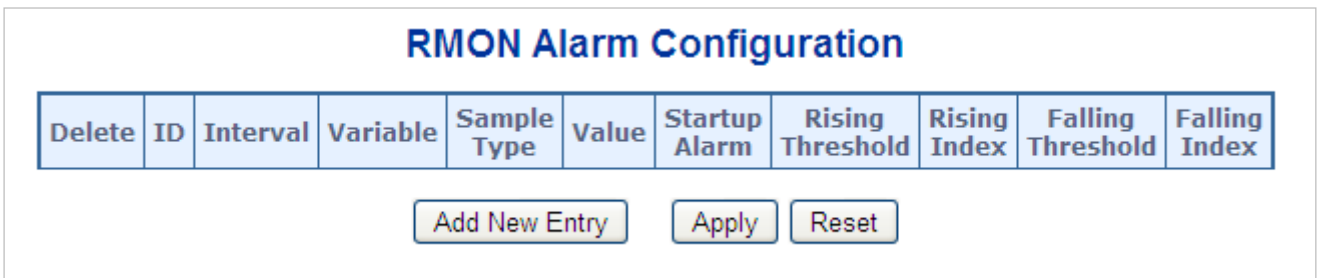 RMON Alarm Configuration
Delete ID Interval Variable Sample Type Value Startup Alarm Rising Threshold Rising Index Falling Threshold Falling Index
Add New Entry Apply Reset